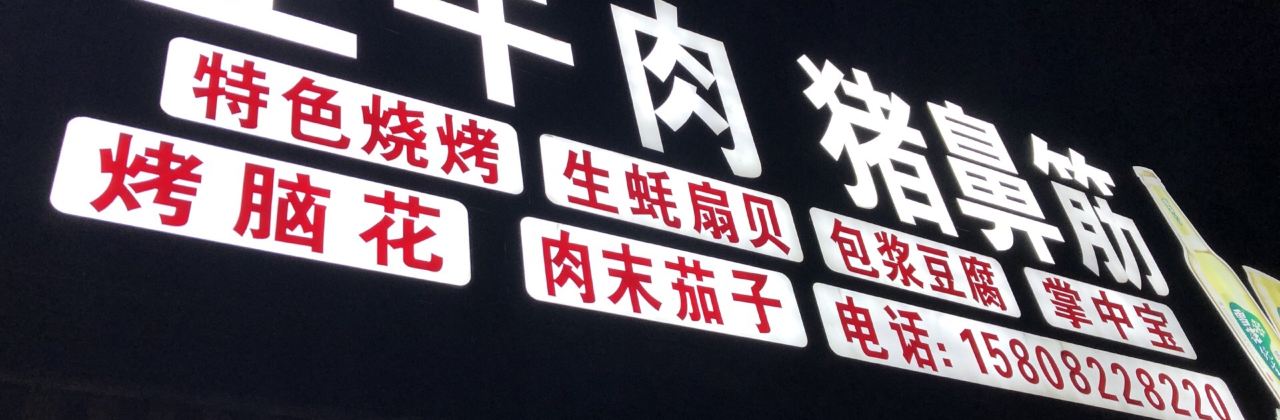 牛肉 猪鼻筋
特色烧烤
生蚝扇贝
包浆豆腐
掌中宝
烤脑花
肉末茄子
电话:15808228220